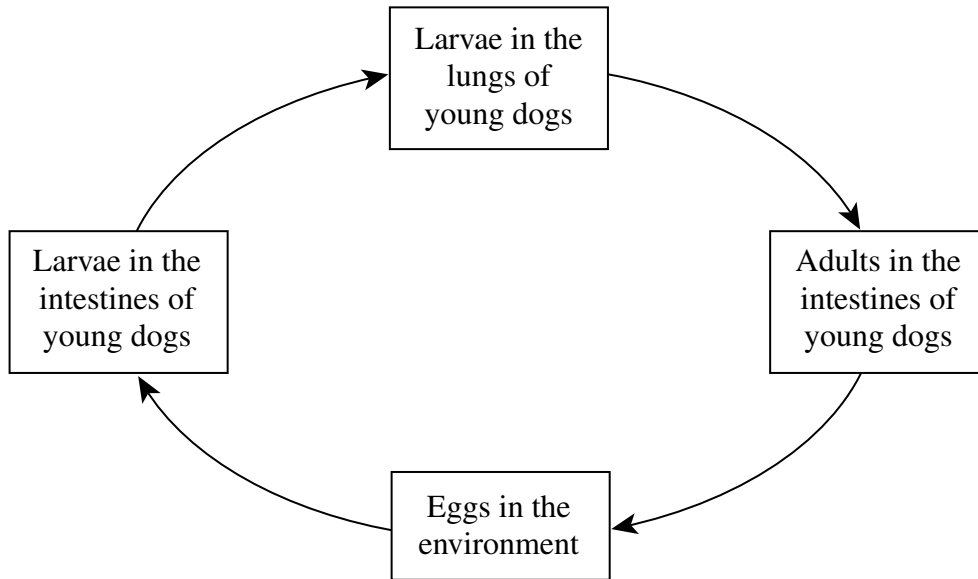 Larvae in the
lungs of
young dogs
Larvae in the
intestines of
young dogs
Adults in the
intestines of
young dogs
Eggs in the
environment